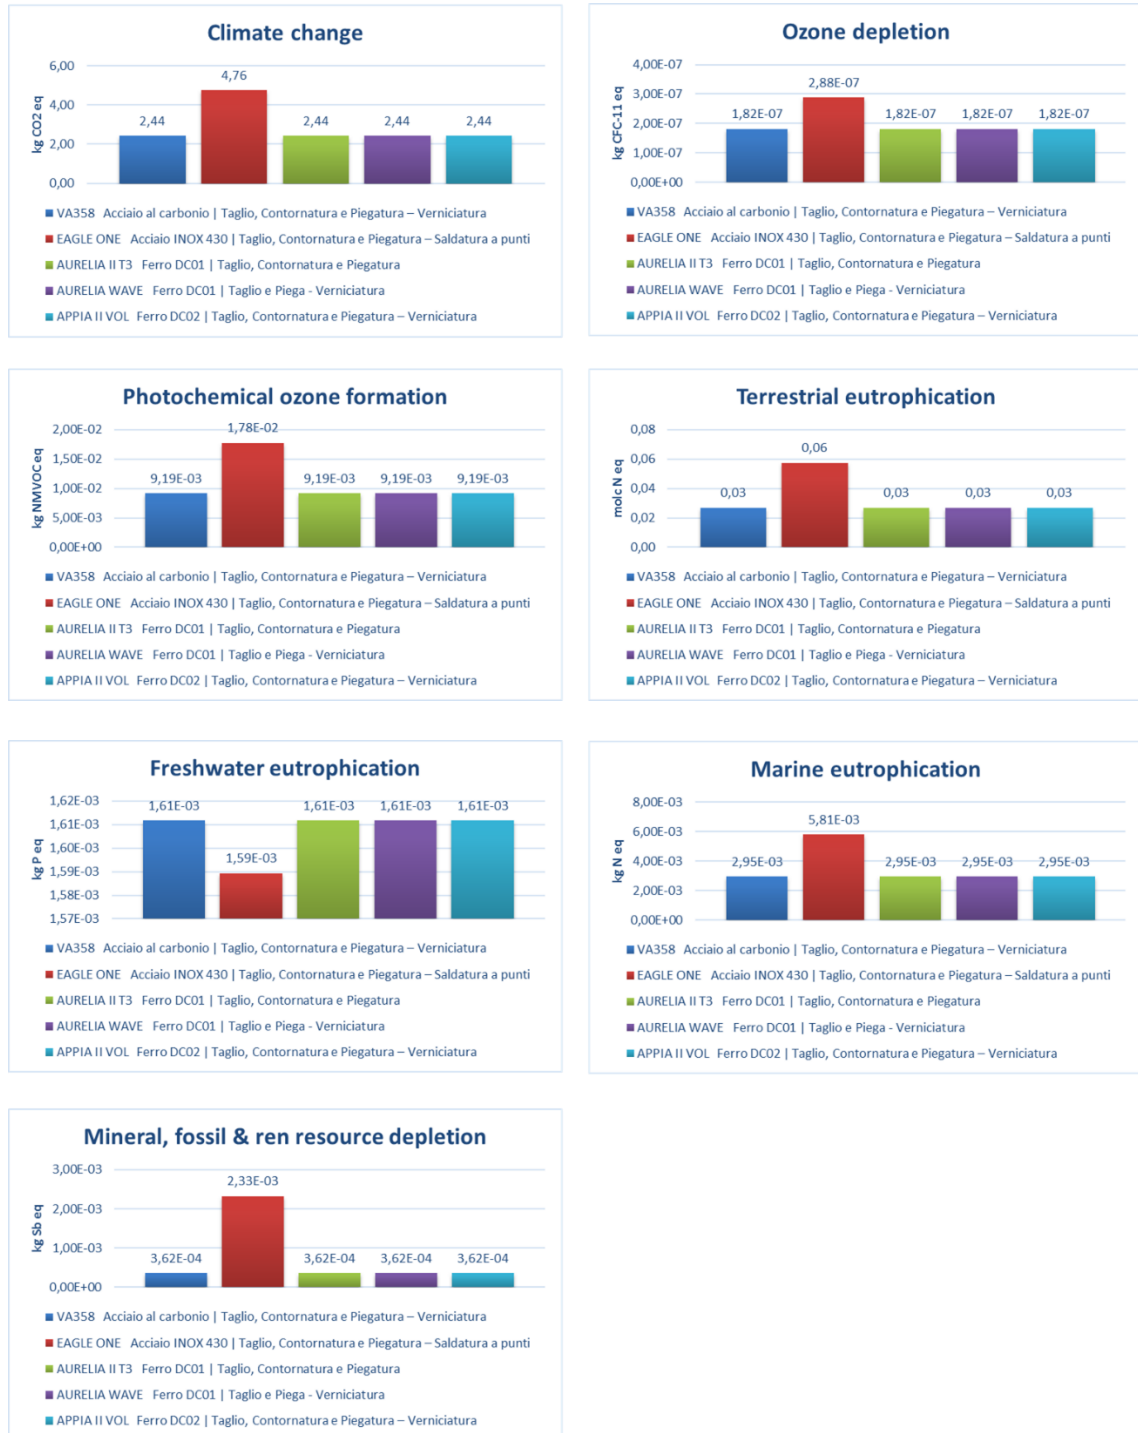 Climate change
6,00
4,00
2,00
0,00
kg CO2 eq
2,44
4,76
2,44
2,44
2,44
VA358 Acciaio al carbonio | Taglio, Contornatura e Piegatura – Verniciatura
EAGLE ONE Acciaio INOX 430 | Taglio, Contornatura e Piegatura – Saldatura a punti
AURELIA II T3 Ferro DC01 | Taglio, Contornatura e Piegatura
AURELIA WAVE Ferro DC01 | Taglio e Piega - Verniciatura
APPIA II VOL Ferro DC02 | Taglio, Contornatura e Piegatura – Verniciatura
Ozone depletion
4,00E-07
3,00E-07
2,00E-07
1,00E-07
0,00E+00
kg CFC-11 eq
1,82E-07
2,88E-07
1,82E-07
1,82E-07
1,82E-07
VA358 Acciaio al carbonio | Taglio, Contornatura e Piegatura – Verniciatura
EAGLE ONE Acciaio INOX 430 | Taglio, Contornatura e Piegatura – Saldatura a punti
AURELIA II T3 Ferro DC01 | Taglio, Contornatura e Piegatura
AURELIA WAVE Ferro DC01 | Taglio e Piega - Verniciatura
APPIA II VOL Ferro DC02 | Taglio, Contornatura e Piegatura – Verniciatura
Photochemical ozone formation
2,00E-02
1,50E-02
1,00E-02
5,00E-03
0,00E+00
kg NMVOC eq
9,19E-03
1,78E-02
9,19E-03
9,19E-03
9,19E-03
VA358 Acciaio al carbonio | Taglio, Contornatura e Piegatura – Verniciatura
EAGLE ONE Acciaio INOX 430 | Taglio, Contornatura e Piegatura – Saldatura a punti
AURELIA II T3 Ferro DC01 | Taglio, Contornatura e Piegatura
AURELIA WAVE Ferro DC01 | Taglio e Piega - Verniciatura
APPIA II VOL Ferro DC02 | Taglio, Contornatura e Piegatura – Verniciatura
Terrestrial eutrophication
0,08
0,06
0,04
0,02
0,00
molc N eq
0,03
0,06
0,03
0,03
0,03
VA358 Acciaio al carbonio | Taglio, Contornatura e Piegatura – Verniciatura
EAGLE ONE Acciaio INOX 430 | Taglio, Contornatura e Piegatura – Saldatura a punti
AURELIA II T3 Ferro DC01 | Taglio, Contornatura e Piegatura
AURELIA WAVE Ferro DC01 | Taglio e Piega - Verniciatura
APPIA II VOL Ferro DC02 | Taglio, Contornatura e Piegatura – Verniciatura
Freshwater eutrophication
1,62E-03
1,61E-03
1,60E-03
1,59E-03
1,58E-03
1,57E-03
kg P eq
1,61E-03
1,59E-03
1,61E-03
1,61E-03
1,61E-03
VA358 Acciaio al carbonio | Taglio, Contornatura e Piegatura – Verniciatura
EAGLE ONE Acciaio INOX 430 | Taglio, Contornatura e Piegatura – Saldatura a punti
AURELIA II T3 Ferro DC01 | Taglio, Contornatura e Piegatura
AURELIA WAVE Ferro DC01 | Taglio e Piega - Verniciatura
APPIA II VOL Ferro DC02 | Taglio, Contornatura e Piegatura – Verniciatura
Marine eutrophication
8,00E-03
6,00E-03
4,00E-03
2,00E-03
0,00E+00
kg N eq
2,95E-03
5,81E-03
2,95E-03
2,95E-03
2,95E-03
VA358 Acciaio al carbonio | Taglio, Contornatura e Piegatura – Verniciatura
EAGLE ONE Acciaio INOX 430 | Taglio, Contornatura e Piegatura – Saldatura a punti
AURELIA II T3 Ferro DC01 | Taglio, Contornatura e Piegatura
AURELIA WAVE Ferro DC01 | Taglio e Piega - Verniciatura
APPIA II VOL Ferro DC02 | Taglio, Contornatura e Piegatura – Verniciatura
Mineral, fossil & ren resource depletion
3,00E-03
2,00E-03
1,00E-03
0,00E+00
kg Sb eq
3,62E-04
2,33E-03
3,62E-04
3,62E-04
3,62E-04
VA358 Acciaio al carbonio | Taglio, Contornatura e Piegatura – Verniciatura
EAGLE ONE Acciaio INOX 430 | Taglio, Contornatura e Piegatura – Saldatura a punti
AURELIA II T3 Ferro DC01 | Taglio, Contornatura e Piegatura
AURELIA WAVE Ferro DC01 | Taglio e Piega - Verniciatura
APPIA II VOL Ferro DC02 | Taglio, Contornatura e Piegatura – Verniciatura